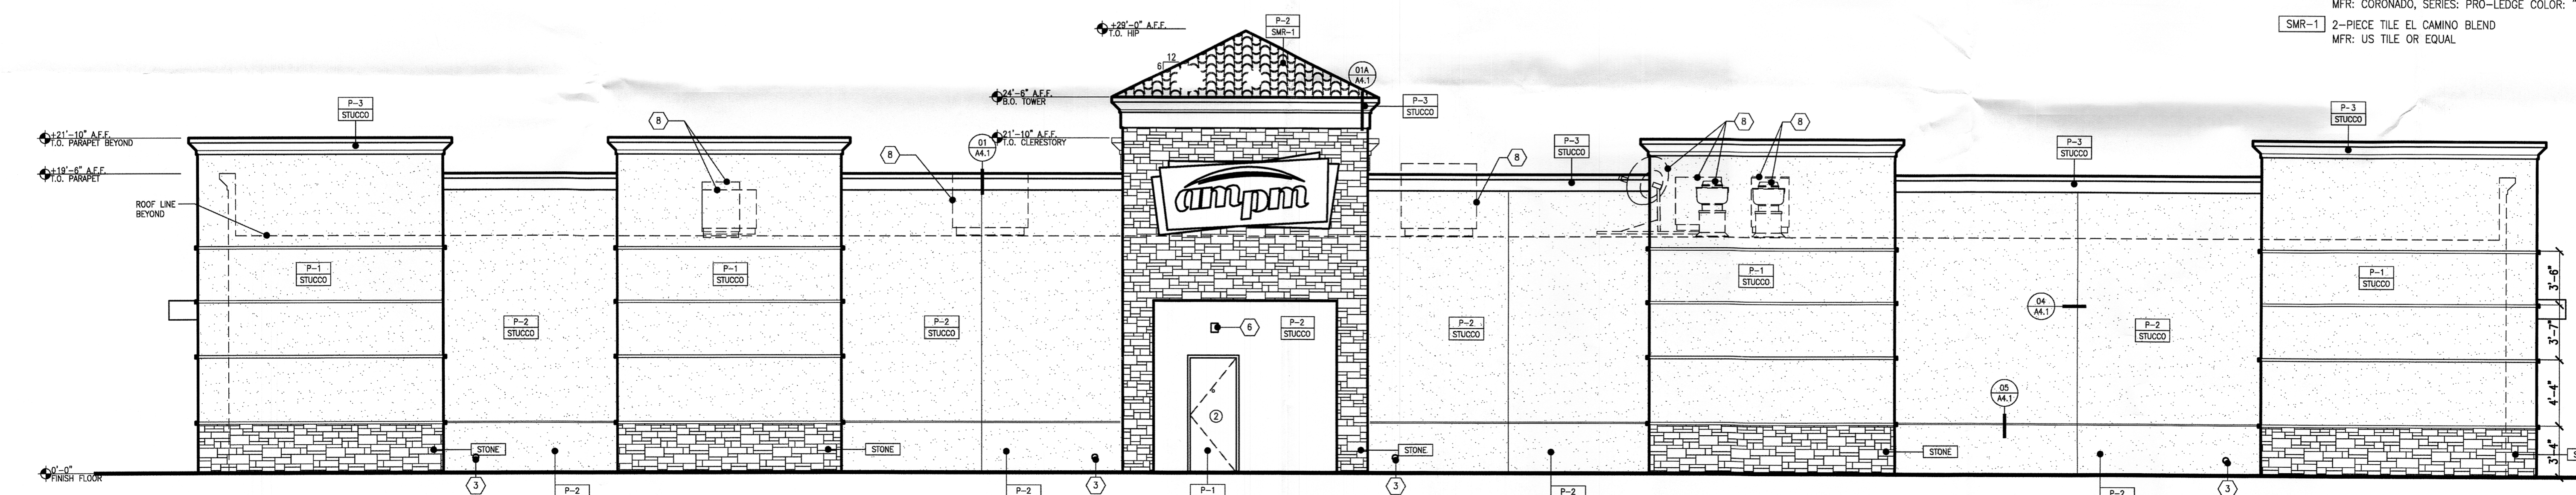 MFR: CORONADO, SERIES: PRO-LEDGE COLOR: "
SMR-1 2-PIECE TILE EL CAMINO BLEND
MFR: US TILE OR EQUAL
+29'-0" A.F.F.
T.O. HIP
P-2
SMR-1
12
6
01A
A4.1
24'-6" A.F.F.
B.O. TOWER
P-3
STUCCO
P-3
STUCCO
P-3
STUCCO
+21'-10" A.F.F.
T.O. PARAPET BEYOND
8
21'-10" A.F.F.
T.O. CLERESTORY
8
8
01
A4.1
8
8
P-3
STUCCO
P-3
STUCCO
+19'-6" A.F.F.
T.O. PARAPET
ampm
ROOF LINE
BEYOND
P-1
STUCCO
P-1
STUCCO
P-1
STUCCO
P-1
STUCCO
3'-6"
04
A4.1
P-2
STUCCO
P-2
STUCCO
6
P-2
STUCCO
P-2
STUCCO
P-2
STUCCO
3'-7"
05
A4.1
4'-4"
2
STONE
STONE
STONE
STONE
3'-4"
0'-0"
FINISH FLOOR
3
P-2
P-2
3
P-1
3
P-2
P-2
3